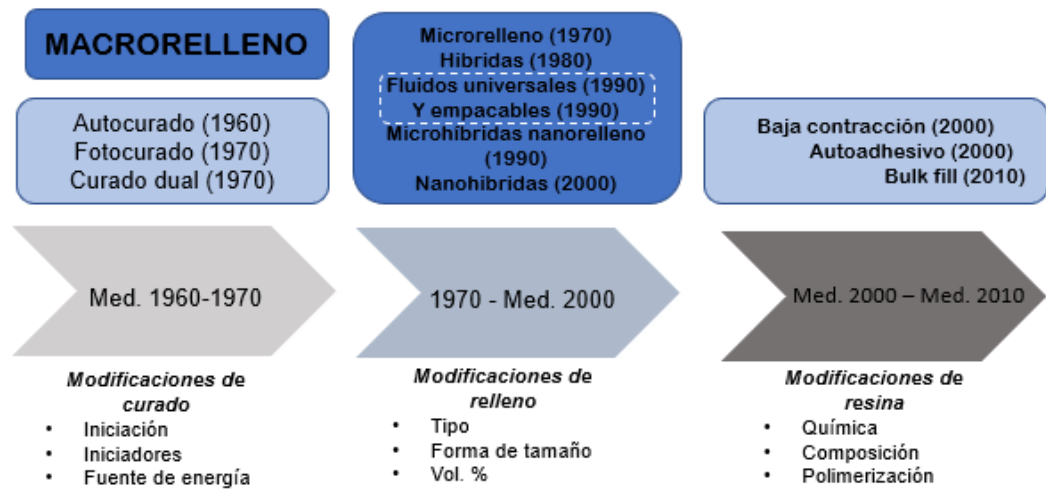 MACRORELLENO
Autocurado (1960)
Fotocurado (1970)
Curado dual (1970)
Microrelleno (1970)
Hibridas (1980)
Fluidos universales (1990)
Y empacables (1990)
Microhíbridas nanorelleno
(1990)
Nanohibridas (2000)
Baja contracción (2000)
Autoadhesivo (2000)
Bulk fill (2010)
Med. 1960-1970
1970 - Med. 2000
Med. 2000 – Med. 2010
Modificaciones de
curado
• Iniciación
• Iniciadores
• Fuente de energía
Modificaciones de
relleno
• Tipo
• Forma de tamaño
• Vol. %
Modificaciones de
resina
• Química
• Composición
• Polimerización